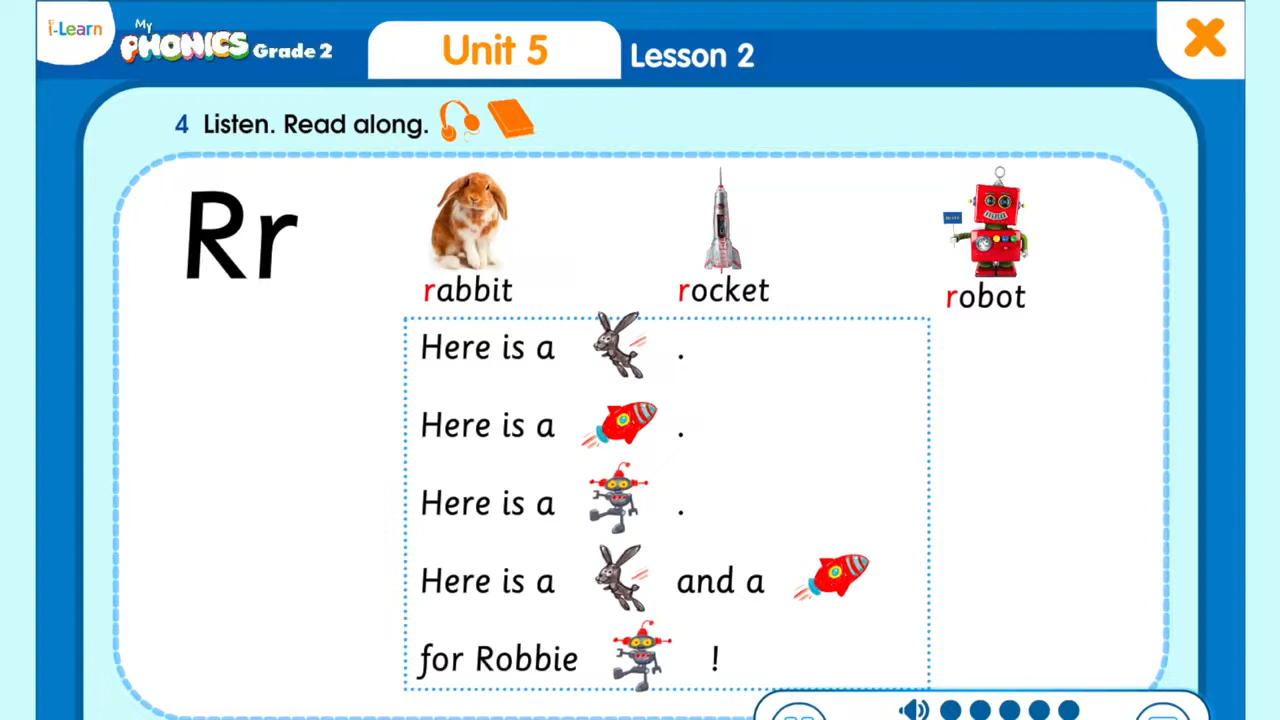 i-Learn
My
PHONICS Grade 2
Unit 5
Lesson 2
4 Listen. Read along.
Rr
rabbit
rocket
robot
Here is a .
Here is a .
Here is a .
Here is a and a
for Robbie !